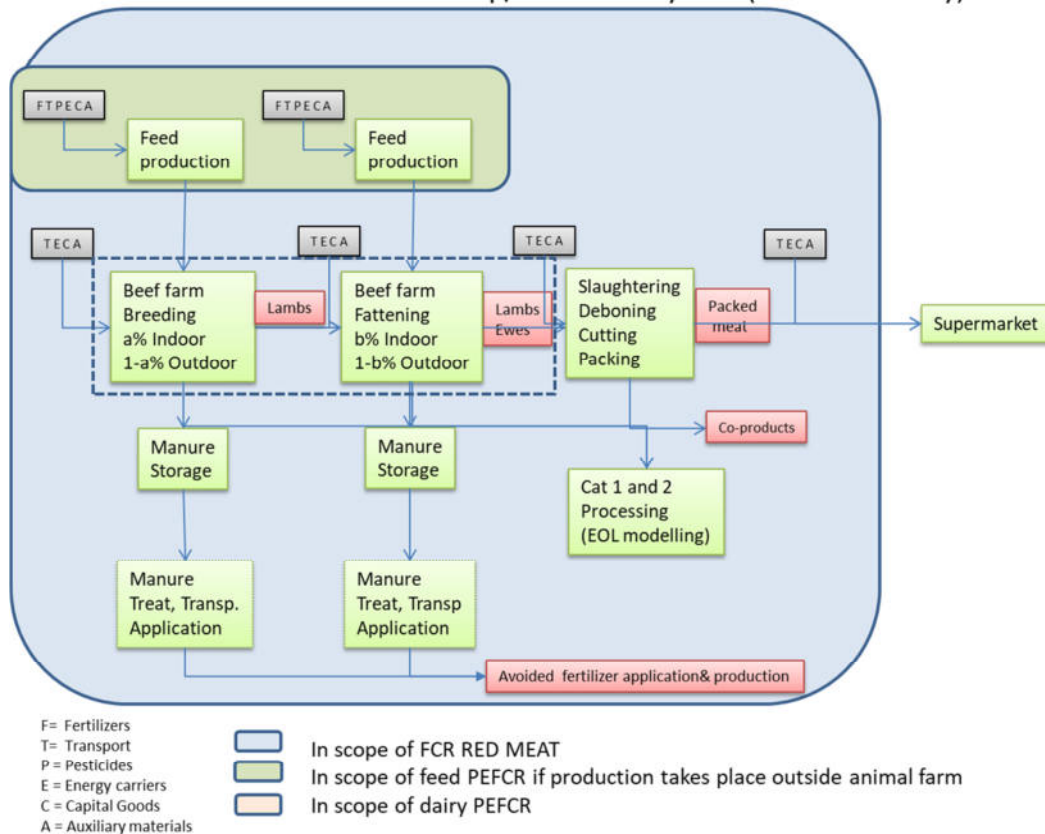 FTPECA
FTPECA
Feed
production
Feed
production
TECA
TECA
TECA
TECA
Beef farm
Breeding
a% Indoor
1-a% Outdoor
Lambs
Beef farm
Fattening
b% Indoor
1-b% Outdoor
Lambs
Ewes
Slaughtering
Deboning
Cutting
Packing
Packed
meat
Supermarket
Co-products
Manure
Storage
Manure
Storage
Cat 1 and 2
Processing
(EOL modelling)
Manure
Treat, Transp.
Application
Manure
Treat, Transp
Application
Avoided fertilizer application& production
F= Fertilizers
T= Transport
P = Pesticides
E = Energy carriers
C = Capital Goods
A = Auxiliary materials
In scope of FCR RED MEAT
In scope of feed PEFCR if production takes place outside animal farm
In scope of dairy PEFCR